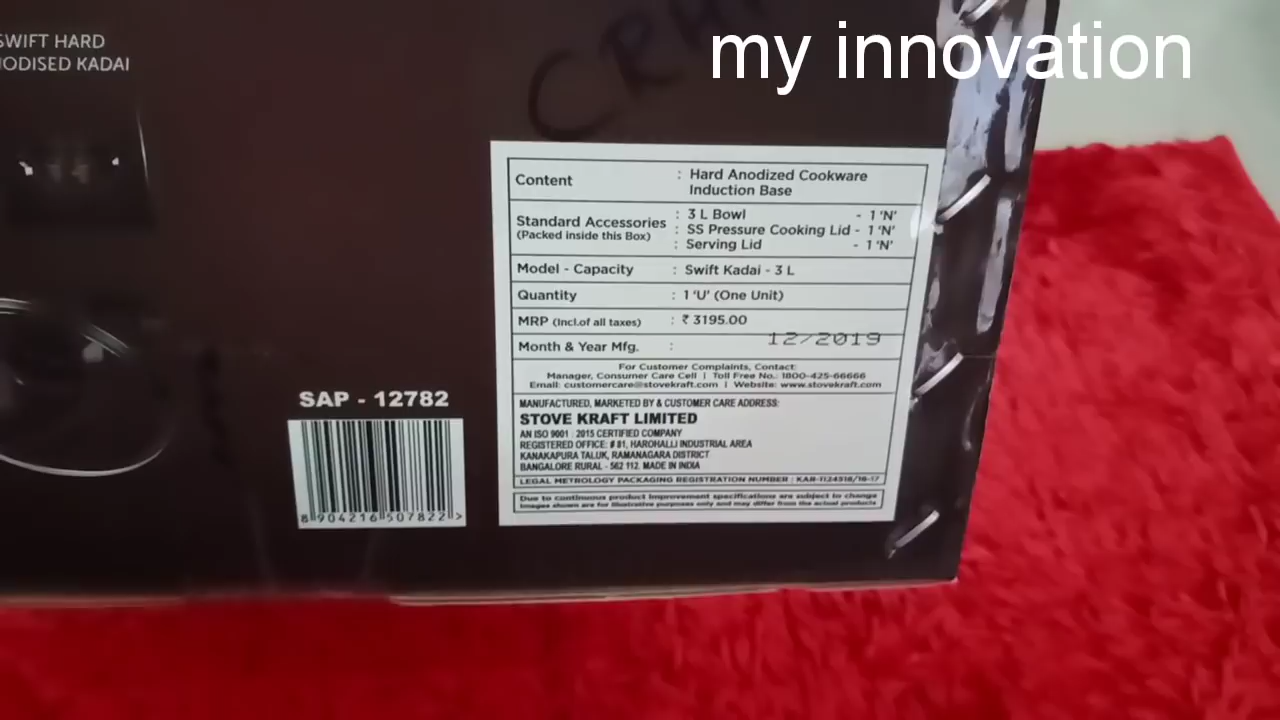 my innovation
SWIFT HARD
KADAI
Content : Hard Anodized Cookware
Induction Base
Standard Accessories : 3 L Bowl - 1 'N'
(Packed inside this Box) : SS Pressure Cooking Lid - 1 'N'
: Serving Lid - 1 'N'
Model - Capacity : Swift Kadai - 3 L
Quantity : 1 'U' (One Unit)
MRP (Incl.of all taxes) : ₹ 3195.00
Month & Year Mfg. : 12/2019
For Customer Complaints, Contact:
Manager, Consumer Care Cell | Toll Free No.: 1800-425-66666
Email: customercare@stovekraft.com | Website: www.stovekraft.com
MANUFACTURED, MARKETED BY & CUSTOMER CARE ADDRESS:
STOVE KRAFT LIMITED
AN ISO 9001 : 2015 CERTIFIED COMPANY
REGISTERED OFFICE: # 81, HAROHALLI INDUSTRIAL AREA
KANAKAPURA TALUK, RAMANAGARA DISTRICT
BANGALORE RURAL - 562 112. MADE IN INDIA
LEGAL METROLOGY PACKAGING REGISTRATION NUMBER :
Due to continuous product improvement specifications are subject to change
Images shown are for illustrative purposes only and may differ from the actual products
SAP - 12782
8 904216 507822 >